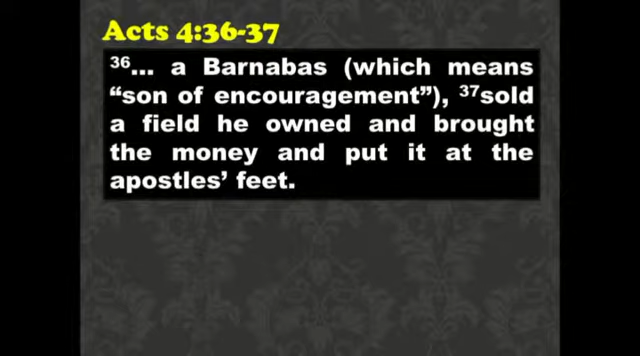 Acts 4:36-37
³⁶... a Barnabas (which means
“son of encouragement”), ³⁷sold
a field he owned and brought
the money and put it at the
apostles’ feet.